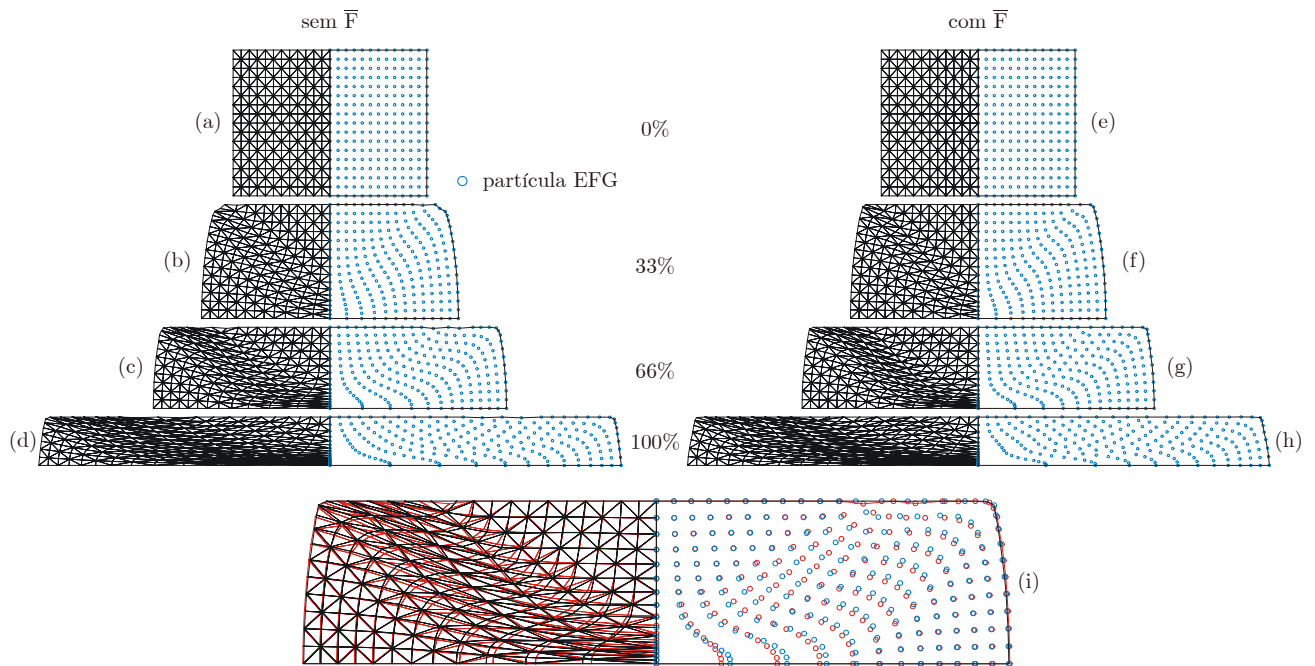 sem F̅
com F̅
(a)
0%
(e)
partícula EFG
(b)
33%
(f)
(c)
66%
(g)
(d)
100%
(h)
(i)